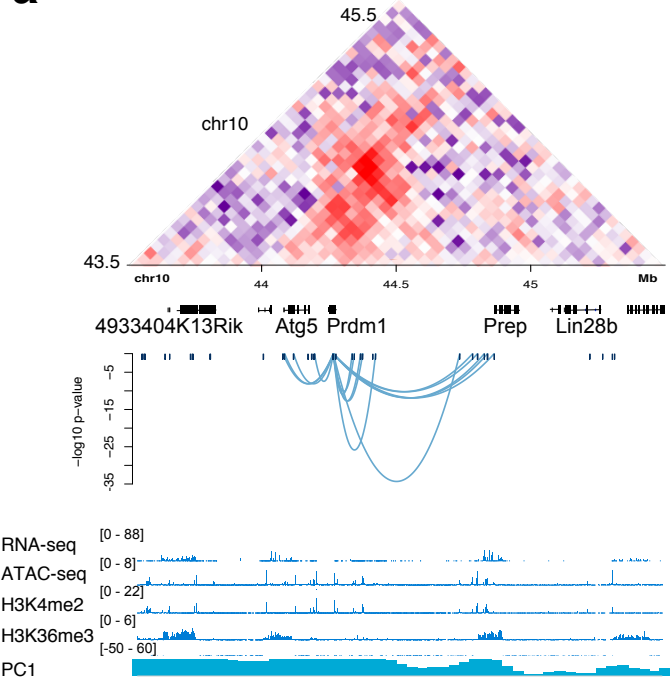 45.5
chr10
43.5
chr10 44 44.5 45 Mb
4933404K13Rik Atg5 Prdm1 Prep Lin28b
-5
-15
-25
-35
-log10 p-value
[0 - 88]
RNA-seq
[0 - 8]
ATAC-seq
[0 - 22]
H3K4me2
[0 - 6]
H3K36me3
[-50 - 60]
PC1